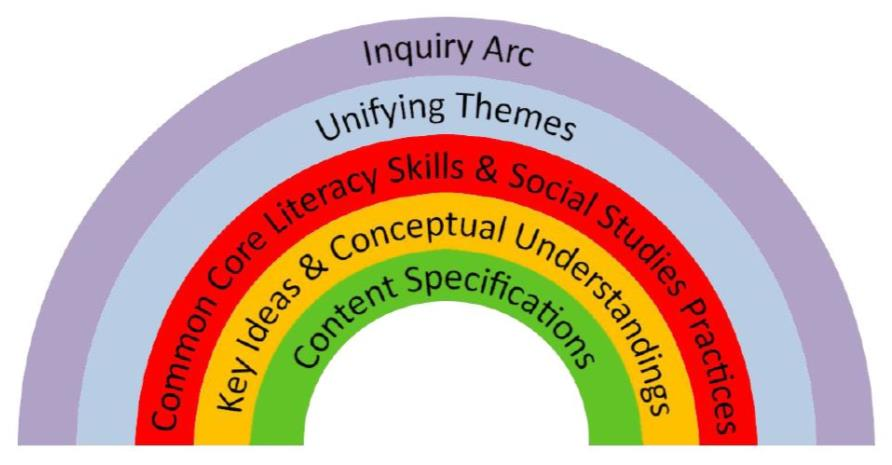 Inquiry Arc
Unifying Themes
Common Core Literacy Skills & Social Studies Practices
Key Ideas & Conceptual Understandings
Content Specifications